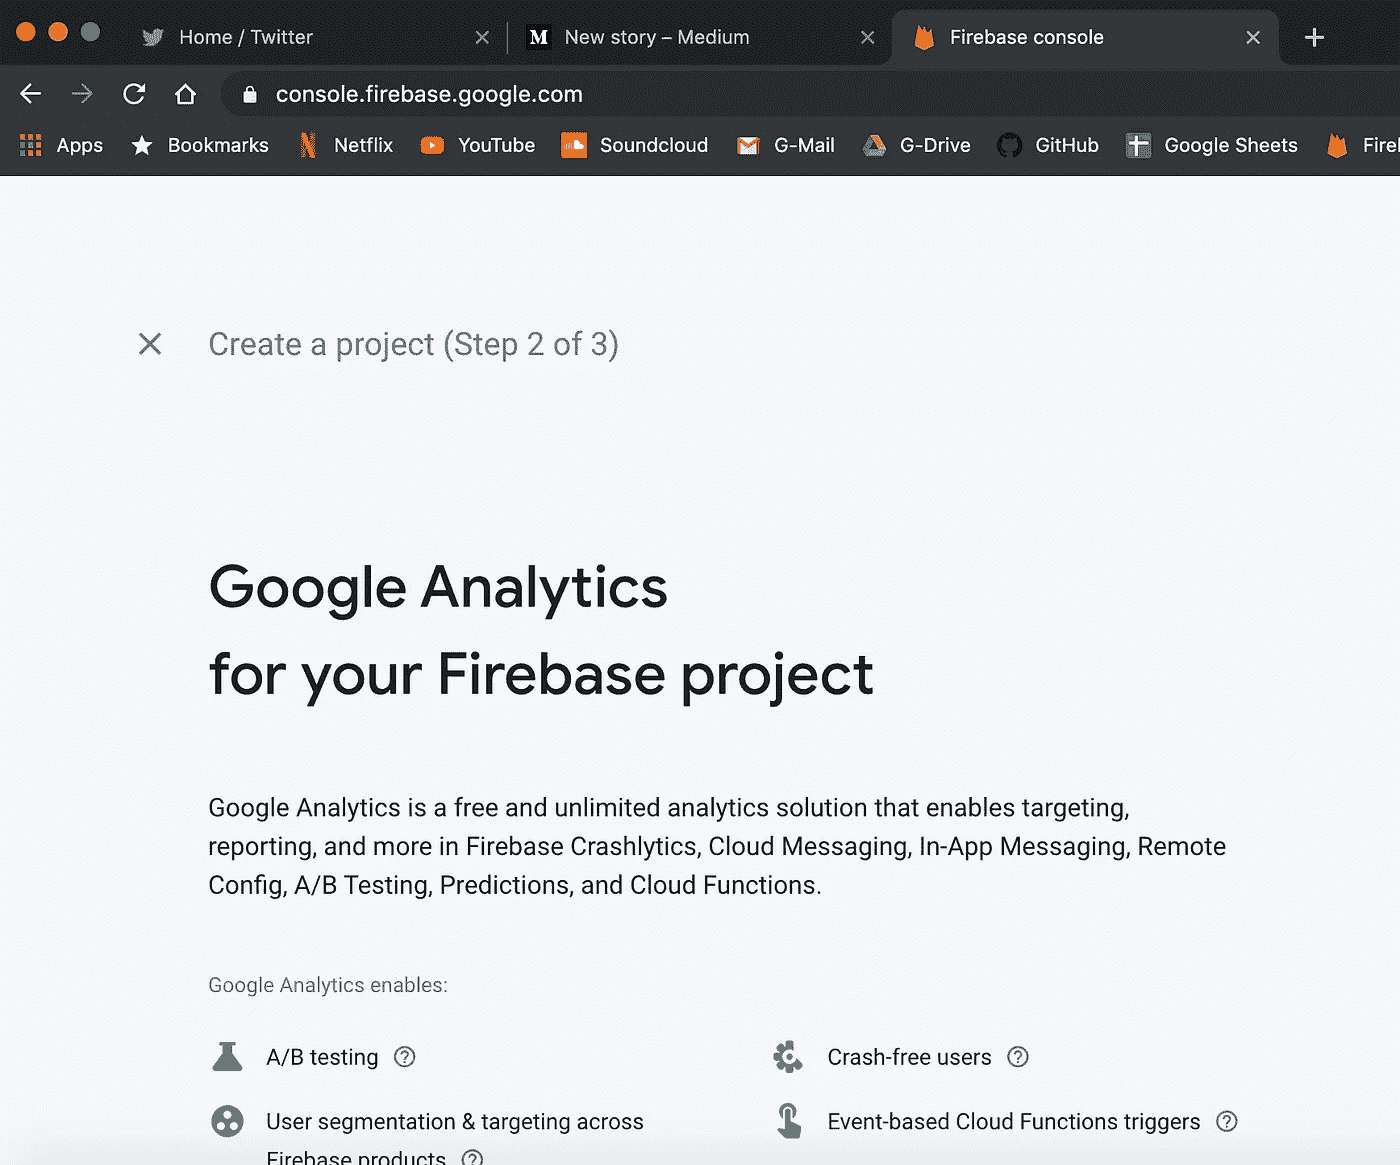 Home / Twitter
New story – Medium
Firebase console
console.firebase.google.com
Apps Bookmarks Netflix YouTube Soundcloud G-Mail G-Drive GitHub Google Sheets
Create a project (Step 2 of 3)
Google Analytics
for your Firebase project
Google Analytics is a free and unlimited analytics solution that enables targeting,
reporting, and more in Firebase Crashlytics, Cloud Messaging, In-App Messaging, Remote
Config, A/B Testing, Predictions, and Cloud Functions.
Google Analytics enables:
A/B testing
Crash-free users
User segmentation & targeting across
Firebase products
Event-based Cloud Functions triggers